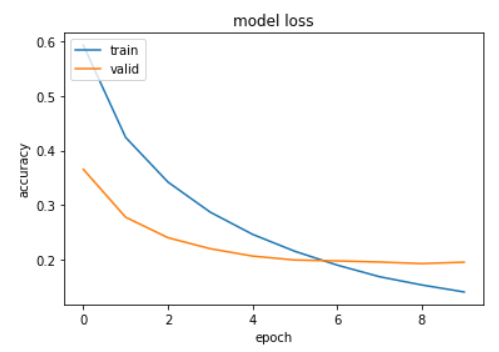 model loss
train
valid
0.6
0.5
0.4
0.3
0.2
accuracy
0 2 4 6 8
epoch